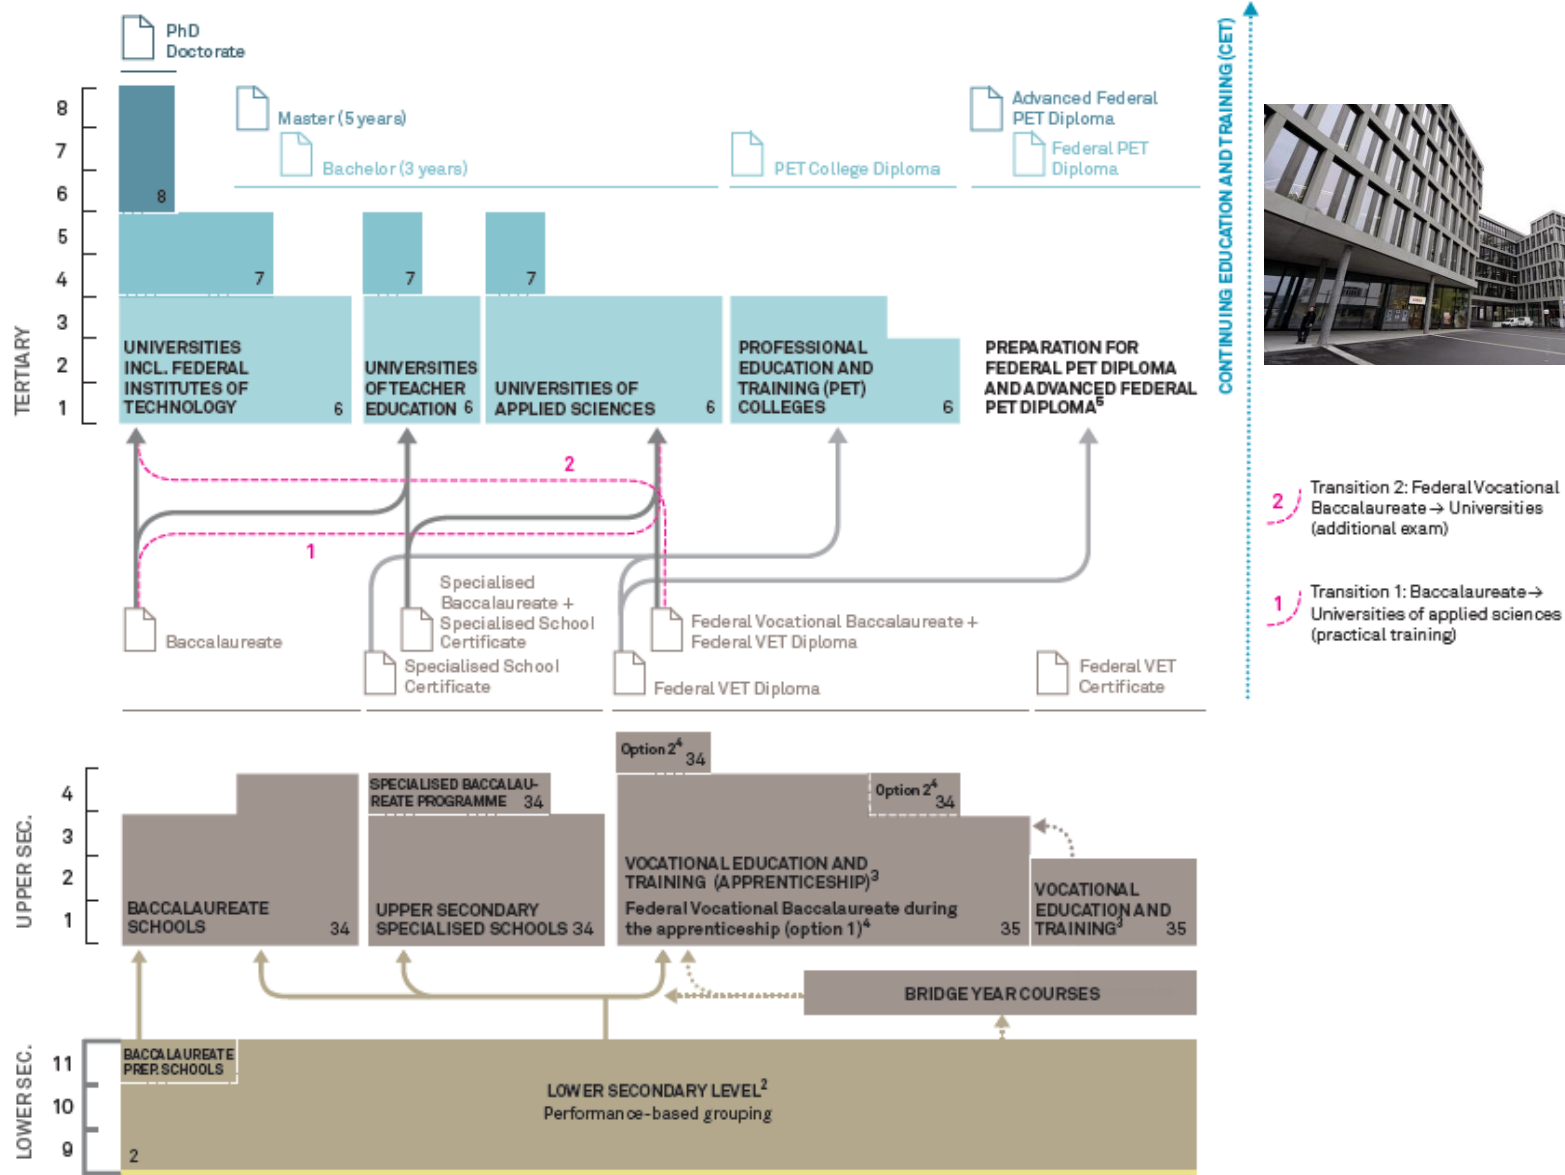 PhD
Doctorate
8
7
6
5
4
3
2
1
TERTIARY
Master (5 years)
Bachelor (3 years)
PET College Diploma
Advanced Federal
PET Diploma
Federal PET
Diploma
8
7
7
7
UNIVERSITIES
INCL. FEDERAL
INSTITUTES OF
TECHNOLOGY 6
UNIVERSITIES
OF TEACHER
EDUCATION 6
UNIVERSITIES OF
APPLIED SCIENCES 6
PROFESSIONAL
EDUCATION AND
TRAINING (PET)
COLLEGES 6
PREPARATION FOR
FEDERAL PET DIPLOMA
AND ADVANCED FEDERAL
PET DIPLOMA5
CONTINUING EDUCATION AND TRAINING (CET)
2
1
2
Transition 2: Federal Vocational
Baccalaureate → Universities
(additional exam)
1
Transition 1: Baccalaureate →
Universities of applied sciences
(practical training)
Baccalaureate
Specialised
Baccalaureate +
Specialised School
Certificate
Specialised School
Certificate
Federal Vocational Baccalaureate +
Federal VET Diploma
Federal VET Diploma
Federal VET
Certificate
UPPER SEC.
4
3
2
1
BACCALAUREATE
SCHOOLS 34
SPECIALISED BACCALAU-
REATE PROGRAMME 34
UPPER SECONDARY
SPECIALISED SCHOOLS 34
Option 24 34
Option 24 34
VOCATIONAL EDUCATION AND
TRAINING (APPRENTICESHIP)3
Federal Vocational Baccalaureate during
the apprenticeship (option 1)4 35
VOCATIONAL
EDUCATION AND
TRAINING3 35
BRIDGE YEAR COURSES
LOWER SEC.
11
10
9
BACCALAUREATE
PREP. SCHOOLS
LOWER SECONDARY LEVEL2
Performance-based grouping
2